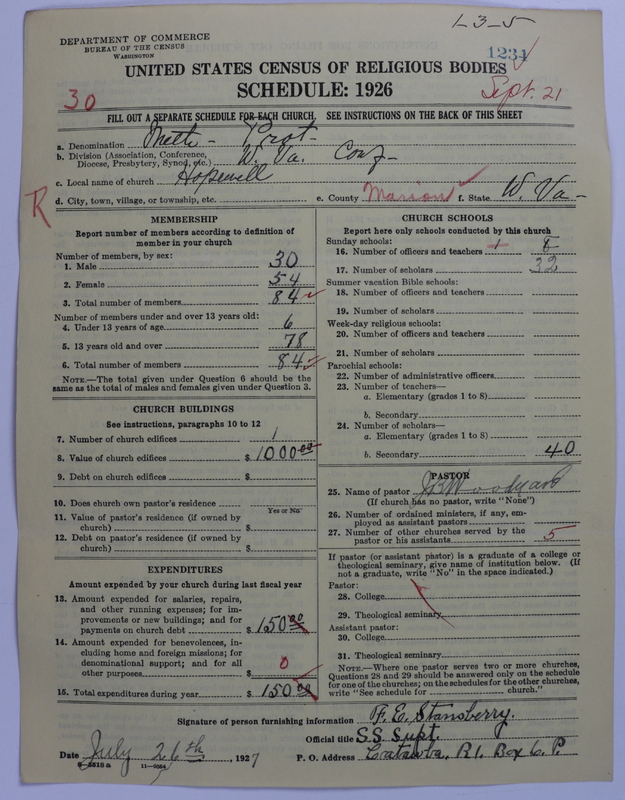 1-3-5
DEPARTMENT OF COMMERCE
BUREAU OF THE CENSUS
WASHINGTON
1234
UNITED STATES CENSUS OF RELIGIOUS BODIES
SCHEDULE: 1926
30
Sept. 21
FILL OUT A SEPARATE SCHEDULE FOR EACH CHURCH. SEE INSTRUCTIONS ON THE BACK OF THIS SHEET
a. Denomination Meth- Prot-
b. Division (Association, Conference, Diocese, Presbytery, Synod, etc.) W. Va. Conf-
c. Local name of church Hopewell
R
d. City, town, village, or township, etc. e. County Marion f. State W. Va-
MEMBERSHIP
Report number of members according to definition of
member in your church
Number of members, by sex:
1. Male 30
2. Female 54
3. Total number of members 84
Number of members under and over 13 years old:
4. Under 13 years of age 6
5. 13 years old and over 78
6. Total number of members 84
NOTE.—The total given under Question 6 should be the
same as the total of males and females given under Question 3.
CHURCH BUILDINGS
See instructions, paragraphs 10 to 12
7. Number of church edifices 1
8. Value of church edifices $1000.00
9. Debt on church edifices $
10. Does church own pastor's residence
Yes or No
11. Value of pastor's residence (if owned by
church) $
12. Debt on pastor's residence (if owned by
church) $
EXPENDITURES
Amount expended by your church during last fiscal year
13. Amount expended for salaries, repairs,
and other running expenses; for im-
provements or new buildings; and for
payments on church debt $150.00
14. Amount expended for benevolences, in-
cluding home and foreign missions; for
denominational support; and for all
other purposes $ 0
15. Total expenditures during year $150.00
CHURCH SCHOOLS
Report here only schools conducted by this church
Sunday schools: 1
16. Number of officers and teachers 8
17. Number of scholars 32
Summer vacation Bible schools:
18. Number of officers and teachers
19. Number of scholars
Week-day religious schools:
20. Number of officers and teachers
21. Number of scholars
Parochial schools:
22. Number of administrative officers
23. Number of teachers—
a. Elementary (grades 1 to 8)
b. Secondary
24. Number of scholars—
a. Elementary (grades 1 to 8)
b. Secondary 40
PASTOR
25. Name of pastor J B Woodyard
(If church has no pastor, write "None")
26. Number of ordained ministers, if any, em-
ployed as assistant pastors
27. Number of other churches served by the
pastor or his assistants 5
If pastor (or assistant pastor) is a graduate of a college or
theological seminary, give name of institution below. (If
not a graduate, write "No" in the space indicated.)
Pastor:
28. College
29. Theological seminary
Assistant pastor:
30. College
31. Theological seminary
NOTE.—Where one pastor serves two or more churches,
Questions 28 and 29 should be answered only on the schedule
for one of the churches; on the schedules for the other churches,
write "See schedule for church."
Signature of person furnishing information F. E. Stansberry.
Official title S.S Supt.
Date July 26th, 1927 P. O. Address Catawba, R1. Box 6. P.
8-5518a 11-9564